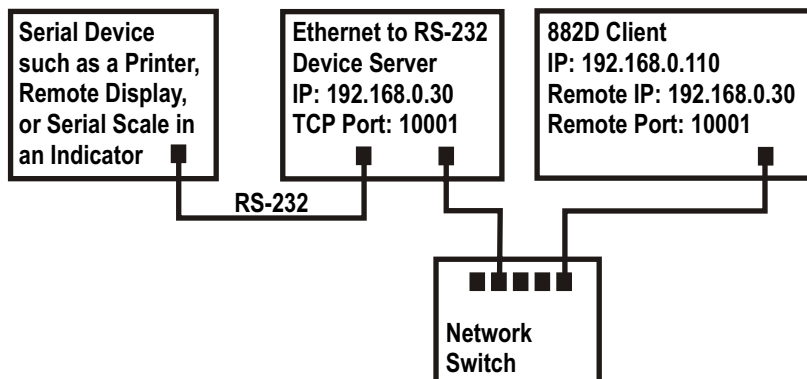 Serial Device
such as a Printer,
Remote Display,
or Serial Scale in
an Indicator
Ethernet to RS-232
Device Server
IP: 192.168.0.30
TCP Port: 10001
882D Client
IP: 192.168.0.110
Remote IP: 192.168.0.30
Remote Port: 10001
RS-232
Network
Switch